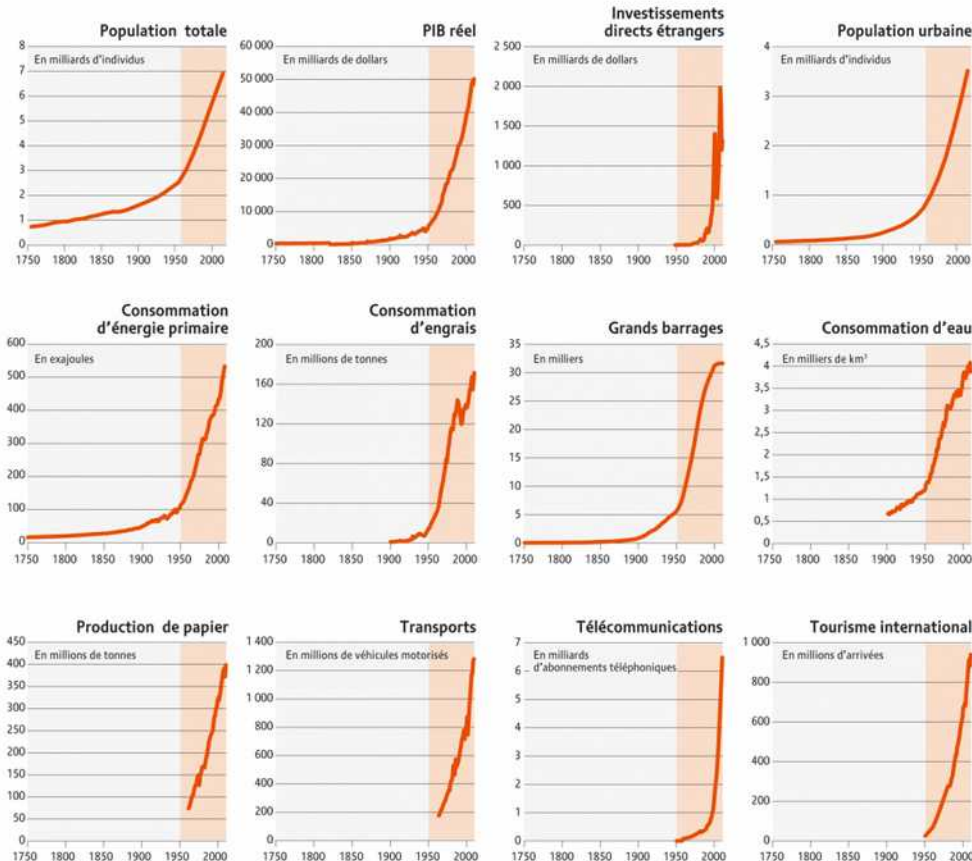 Population totale
8
En milliards d'individus
7
6
5
4
3
2
1
0
1750 1800 1850 1900 1950 2000
PIB réel
60 000
En milliards de dollars
50 000
40 000
30 000
20 000
10 000
0
1750 1800 1850 1900 1950 2000
Investissements
directs étrangers
2 500
En milliards de dollars
2 000
1 000
500
0
1750 1800 1850 1900 1950 2000
Population urbaine
4
En milliards d'individus
3
2
1
0
1750 1800 1850 1900 1950 2000
Consommation
d'énergie primaire
600
En exajoules
500
400
300
200
100
0
1750 1800 1850 1900 1950 2000
Consommation
d'engrais
200
En millions de tonnes
160
120
80
40
0
1750 1800 1850 1900 1950 2000
Grands barrages
35
En milliers
30
25
20
15
10
5
0
1750 1800 1850 1900 1950 2000
Consommation d'eau
4,5
En milliers de km³
4
3,5
3
2,5
2
1,5
1
0,5
0
1750 1800 1850 1900 1950 2000
Production de papier
450
En millions de tonnes
400
350
300
250
200
150
100
50
0
1750 1800 1850 1900 1950 2000
Transports
1 400
En millions de véhicules motorisés
1 200
1 000
800
600
400
200
0
1750 1800 1850 1900 1950 2000
Télécommunications
7
En milliards
d'abonnements téléphoniques
6
5
4
3
2
1
0
1750 1800 1850 1900 1950 2000
Tourisme international
1 000
En millions d'arrivées
800
600
400
200
0
1750 1800 1850 1900 1950 2000